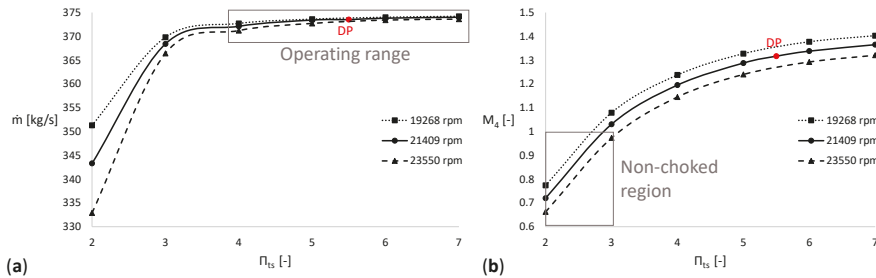 375
370
365
360
355
350
345
340
335
330
ṁ [kg/s]
DP
Operating range
19268 rpm
21409 rpm
23550 rpm
2 3 4 5 6 7
Π_ts [-]
(a)
1.5
1.4
1.3
1.2
1.1
1
0.9
0.8
0.7
0.6
M_4 [-]
DP
19268 rpm
21409 rpm
23550 rpm
Non-choked
region
2 3 4 5 6 7
Π_ts [-]
(b)